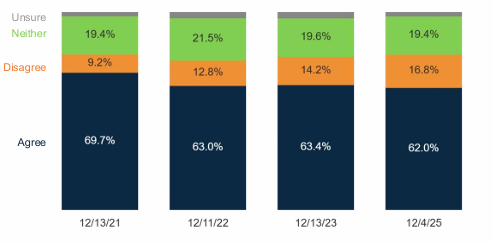 Unsure
Neither
Disagree
Agree
19.4% 21.5% 19.6% 19.4%
9.2% 12.8% 14.2% 16.8%
69.7% 63.0% 63.4% 62.0%
12/13/21 12/11/22 12/13/23 12/4/25